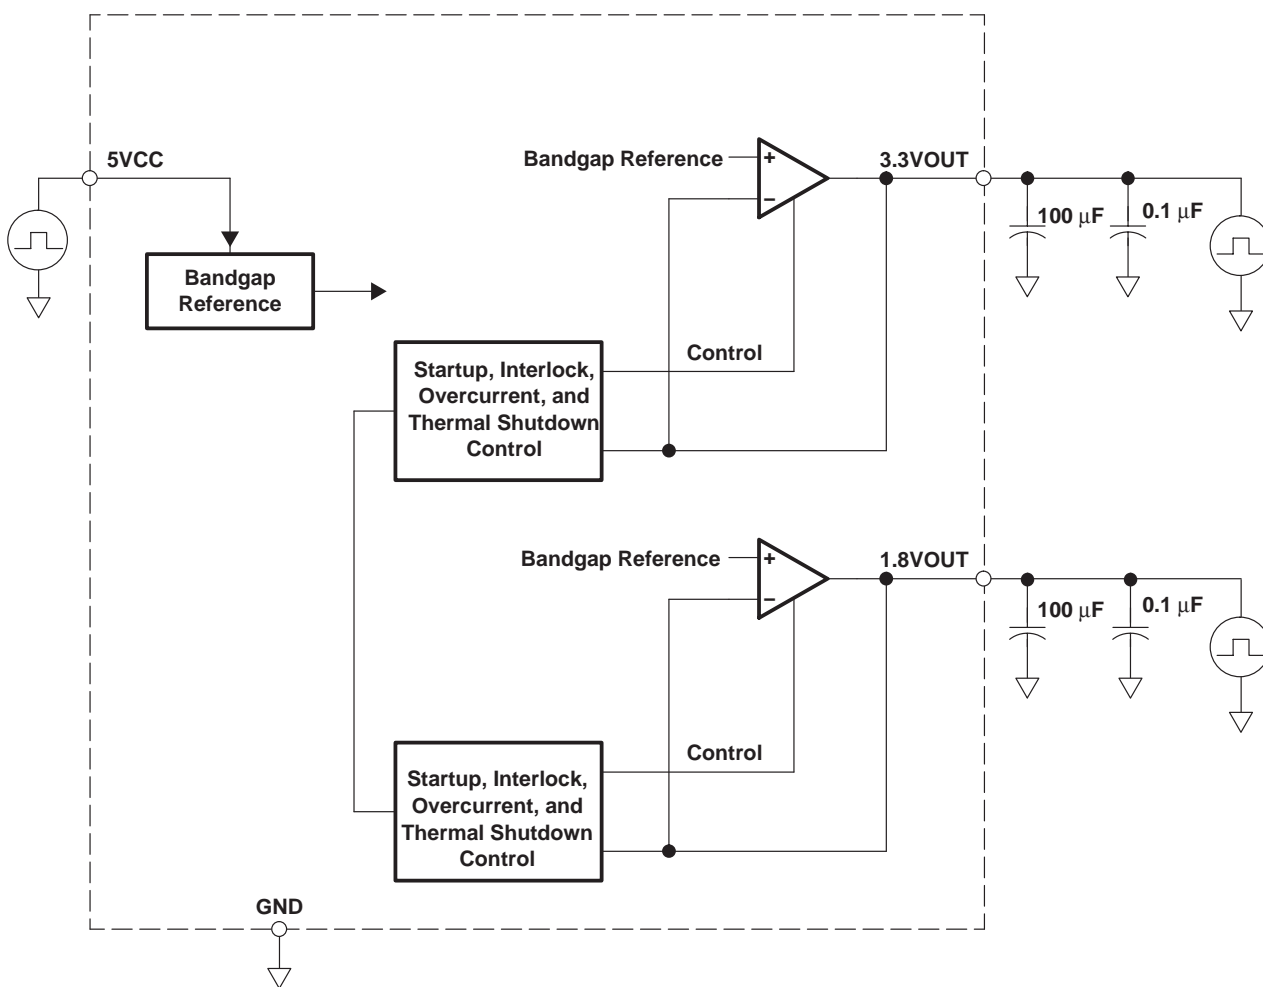 5VCC
Bandgap Reference
+
3.3VOUT
−
100 µF
0.1 µF
Bandgap
Reference
Control
Startup, Interlock,
Overcurrent, and
Thermal Shutdown
Control
Bandgap Reference
+
1.8VOUT
−
100 µF
0.1 µF
Control
Startup, Interlock,
Overcurrent, and
Thermal Shutdown
Control
GND